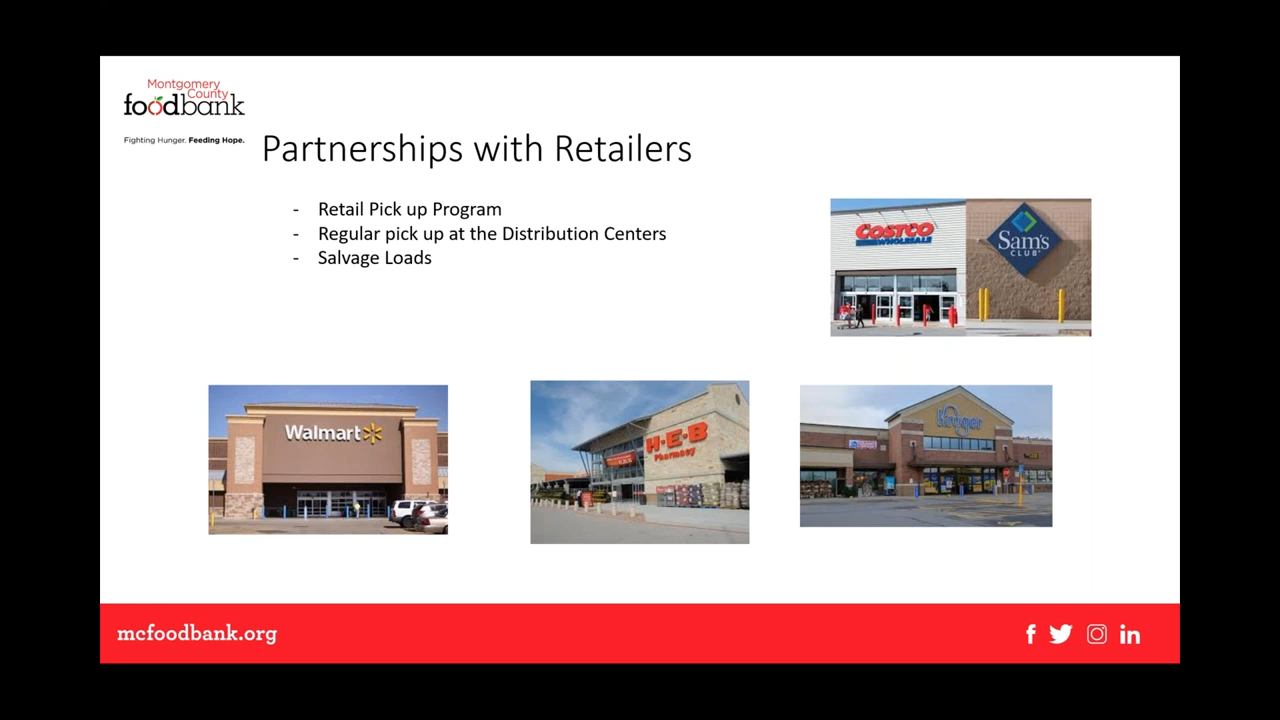 Montgomery
County
foodbank
Fighting Hunger. Feeding Hope.
Partnerships with Retailers
- Retail Pick up Program
- Regular pick up at the Distribution Centers
- Salvage Loads
COSTCO
WHOLESALE
Sam's
CLUB
Walmart
H-E-B
Pharmacy
Kroger
mcfoodbank.org
f
in